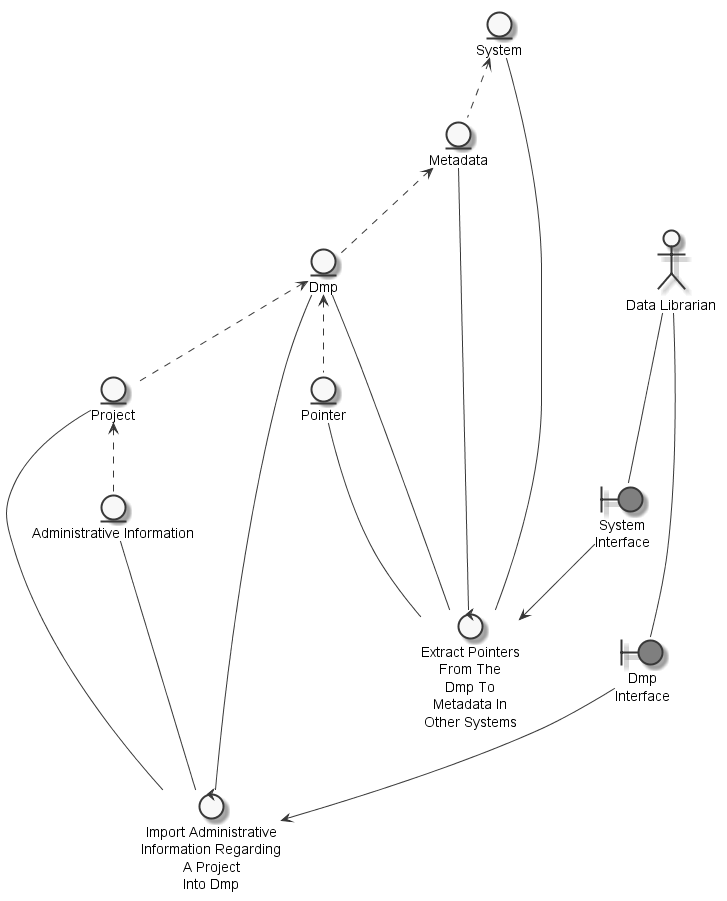 System
Metadata
Data Librarian
Dmp
Project
Pointer
Administrative Information
System
Interface
Extract Pointers
From The
Dmp To
Metadata In
Other Systems
Dmp
Interface
Import Administrative
Information Regarding
A Project
Into Dmp